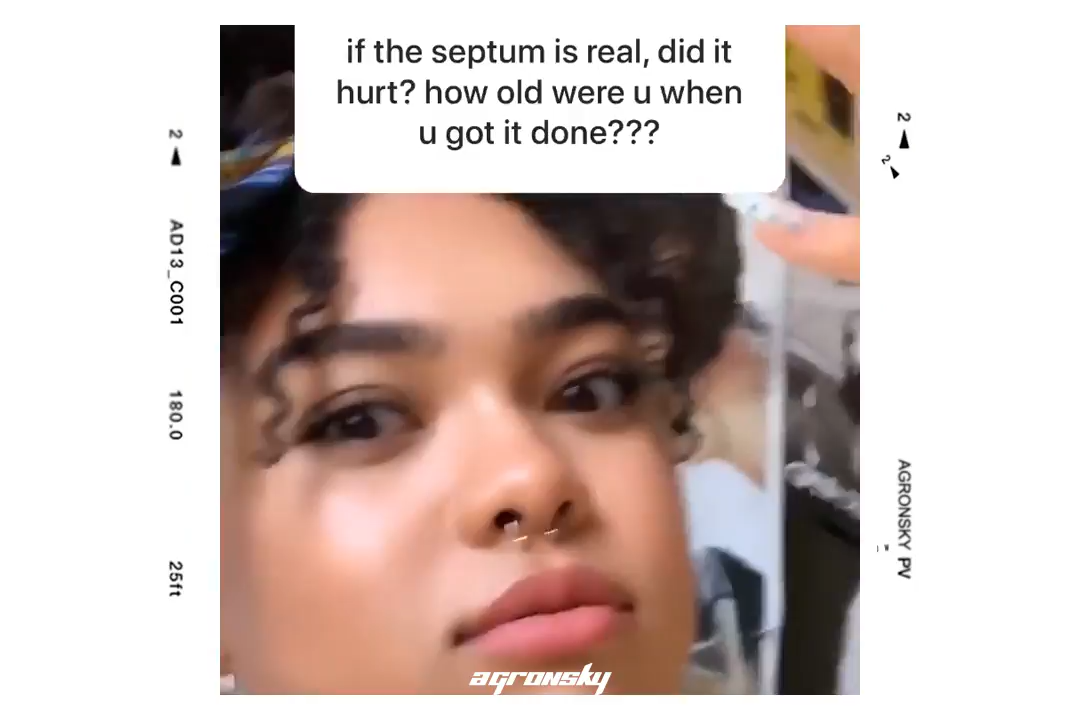 if the septum is real, did it
hurt? how old were u when
u got it done???
2
AD13_C001
180.0
25ft
2
2
AGRONSKY PV
agronsky